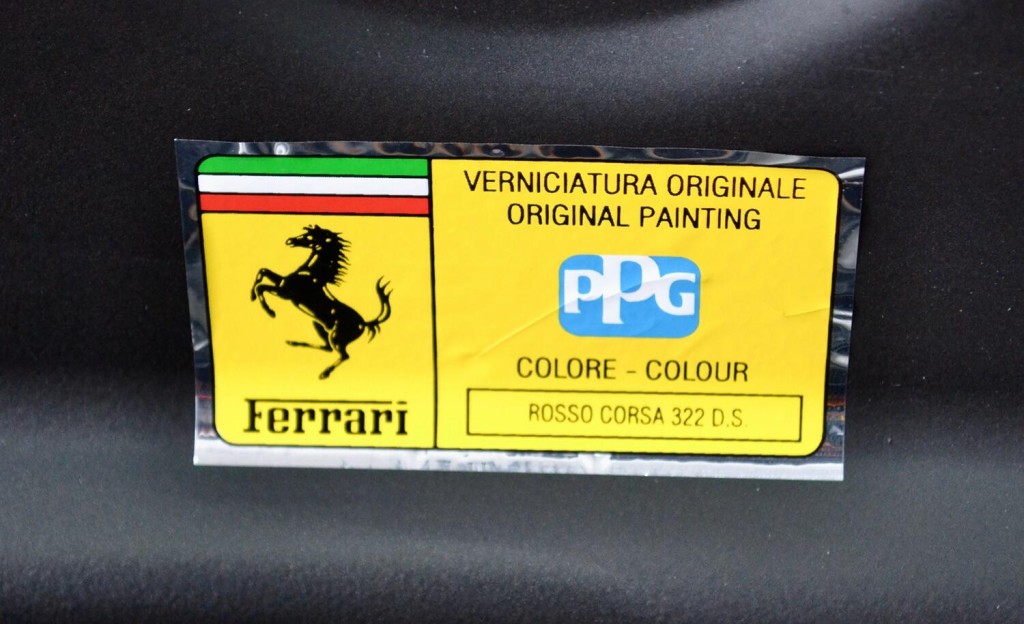 VERNICIATURA ORIGINALE
ORIGINAL PAINTING
PPG
COLORE - COLOUR
ROSSO CORSA 322 D.S.
Ferrari